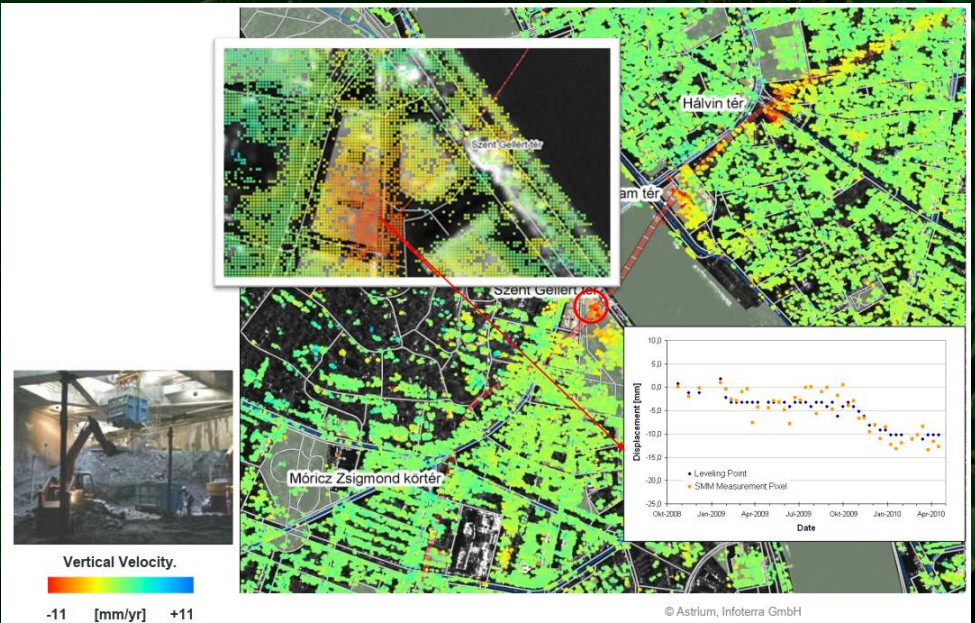 Hálvin tér
Szent Gellért tér
am tér
Szent Gellért tér
Móricz Zsigmond körtér
10,0
5,0
0,0
-5,0
-10,0
-15,0
-20,0
-25,0
Displacement [mm]
Leveling Point
SMM Measurement Pixel
Okt-2008 Jan-2009 Apr-2009 Jul-2009 Okt-2009 Jan-2010 Apr-2010
Date
Vertical Velocity.
-11 [mm/yr] +11
© Astrium, Infoterra GmbH